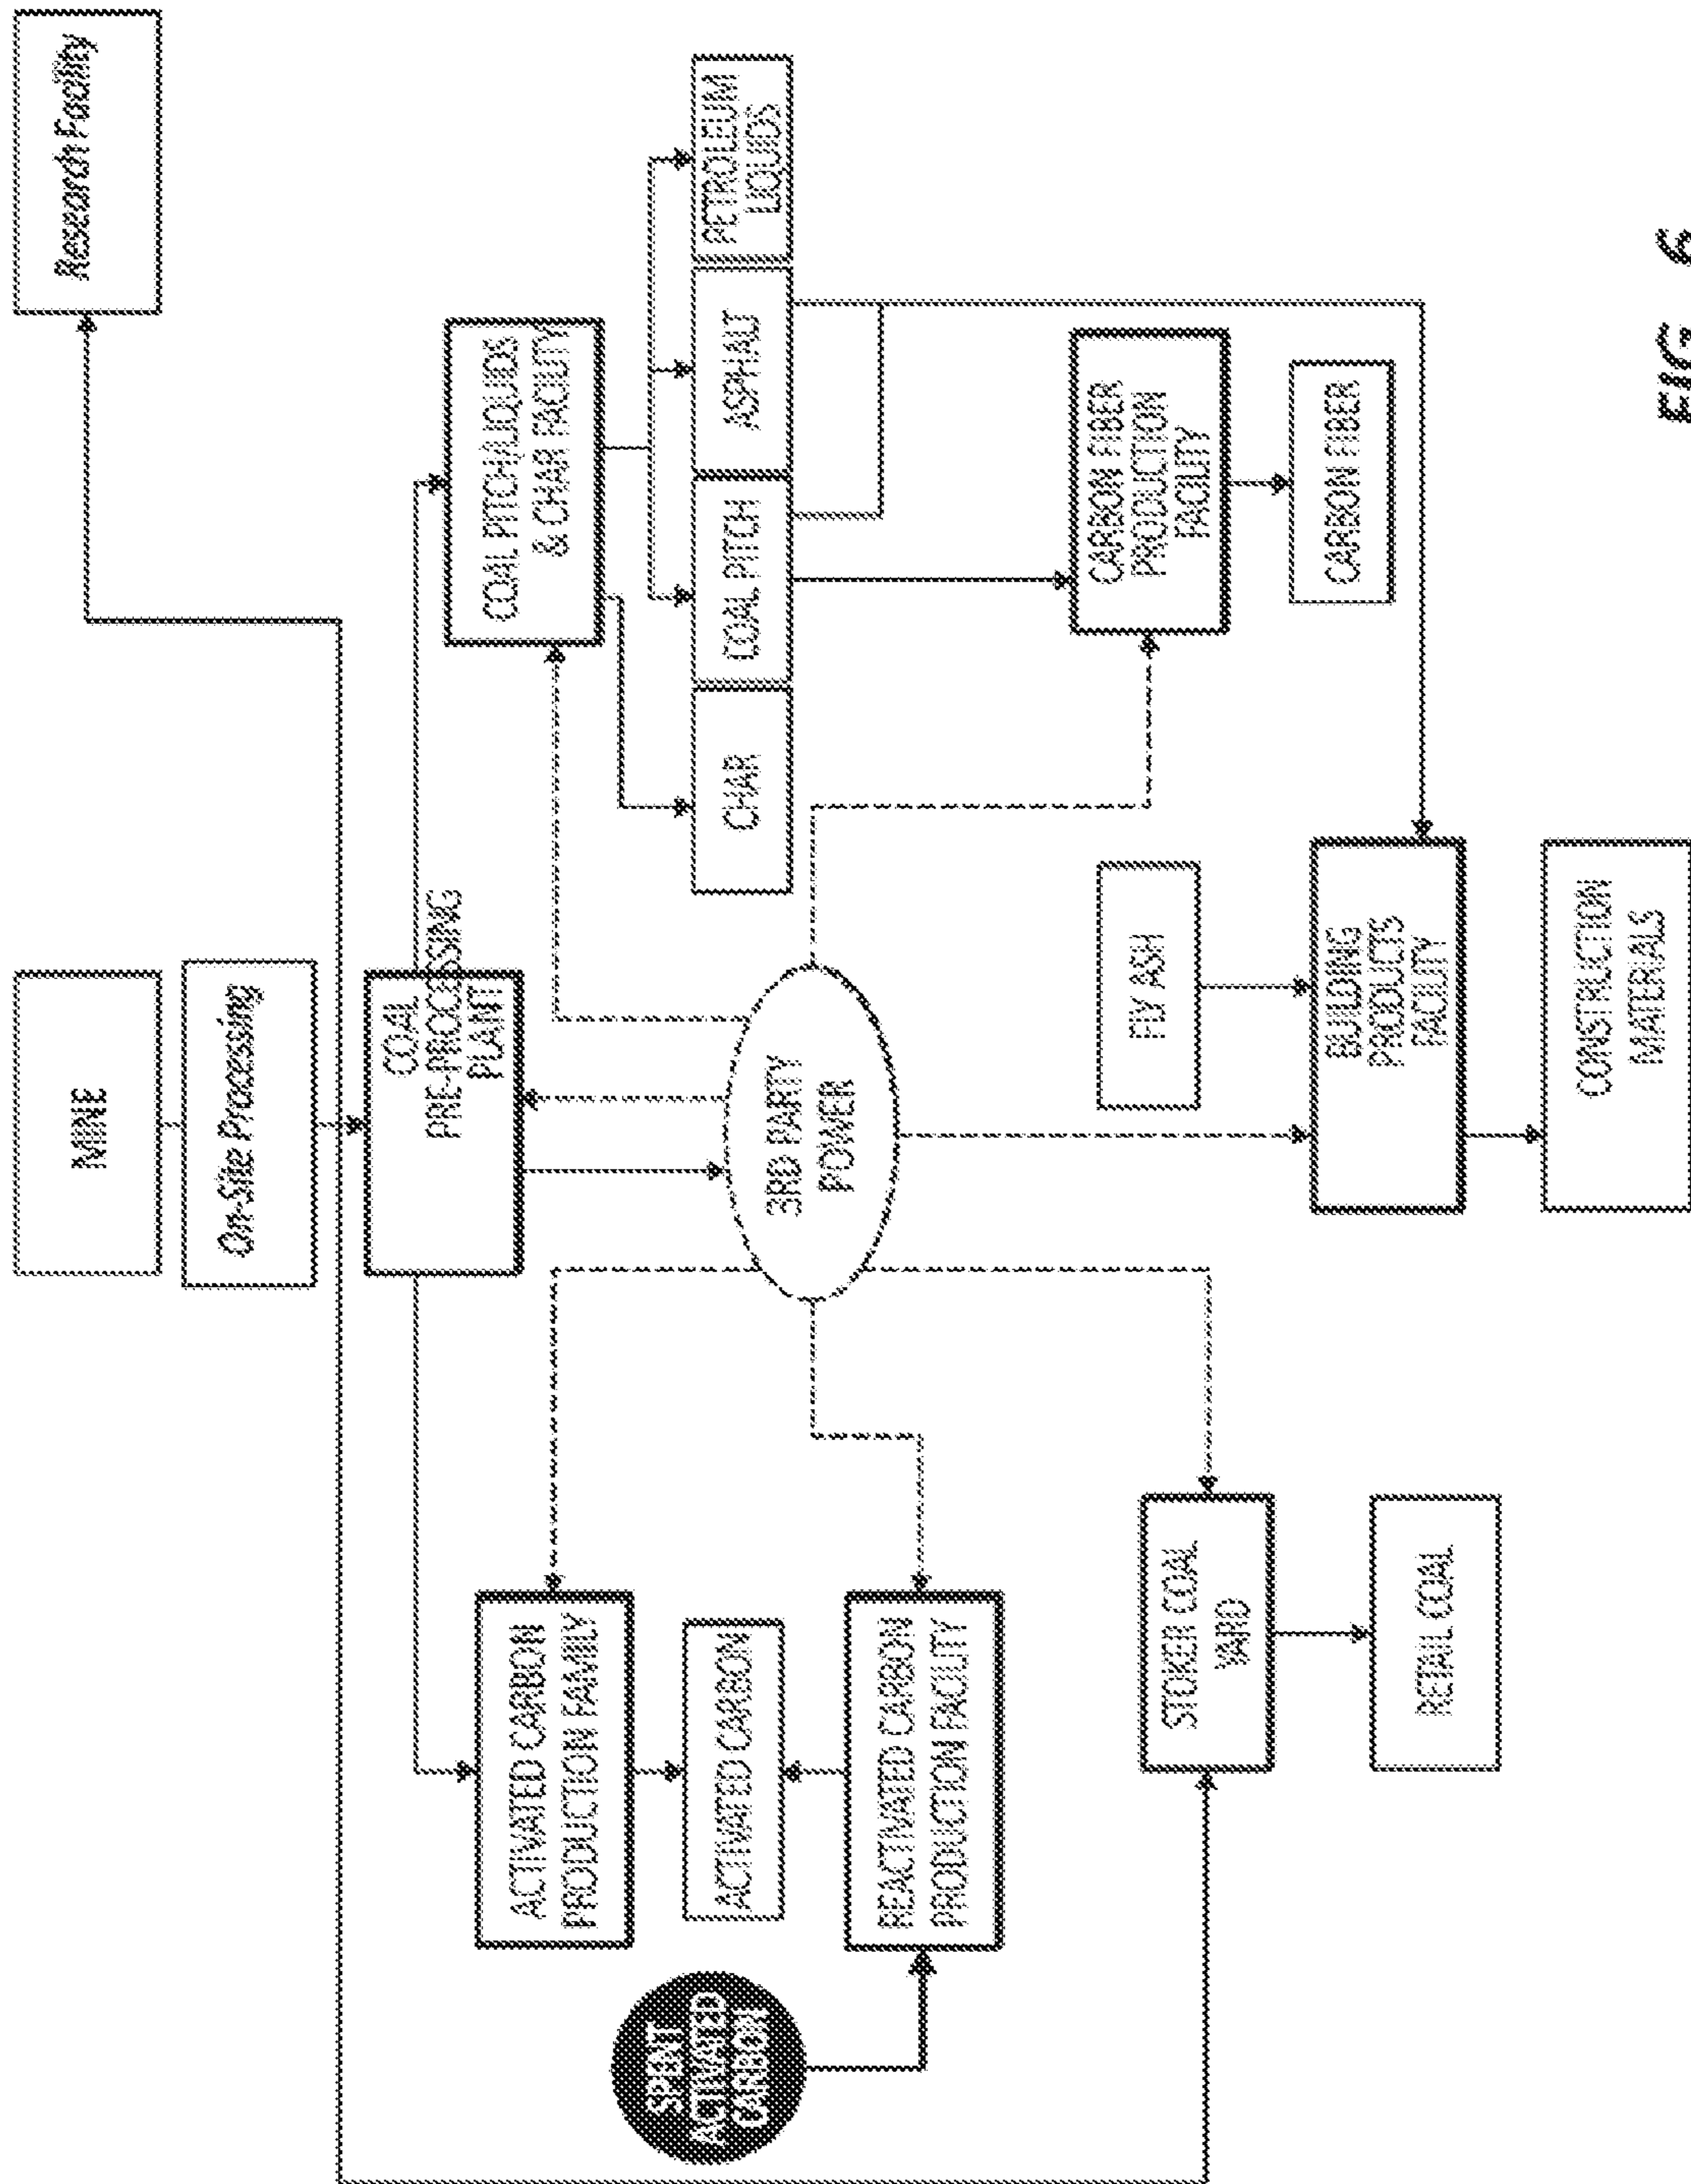 Research Facility
MINE
On-Site Processing
COAL
PRE-PROCESSING
PLANT
COAL PITCH/LIQUIDS
& CHAR FACILITY
CHAR
COAL PITCH
ASPHALT
PETROLEUM
LIQUIDS
ACTIVATED CARBON
PRODUCTION FAMILY
ACTIVATED CARBON
REACTIVATED CARBON
PRODUCTION FACILITY
SPENT
ACTIVATED
CARBON
3RD PARTY
POWER
CARBON FIBER
PRODUCTION
FACILITY
CARBON FIBER
FLY ASH
BUILDING
PRODUCTS
FACILITY
CONSTRUCTION
MATERIALS
STOKER COAL
YARD
RETAIL COAL
FIG. 6